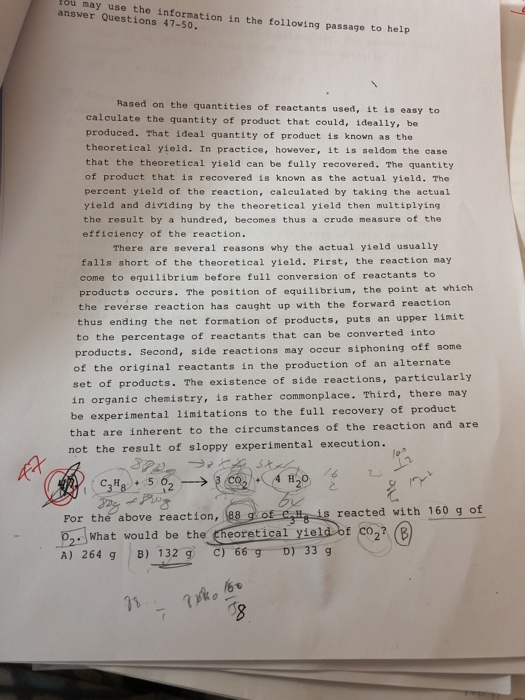 You may use the information in the following passage to help
answer Questions 47-50.
Based on the quantities of reactants used, it is easy to
calculate the quantity of product that could, ideally, be
produced. That ideal quantity of product is known as the
theoretical yield. In practice, however, it is seldom the case
that the theoretical yield can be fully recovered. The quantity
of product that is recovered is known as the actual yield. The
percent yield of the reaction, calculated by taking the actual
yield and dividing by the theoretical yield then multiplying
the result by a hundred, becomes thus a crude measure of the
efficiency of the reaction.
There are several reasons why the actual yield usually
falls short of the theoretical yield. First, the reaction may
come to equilibrium before full conversion of reactants to
products occurs. The position of equilibrium, the point at which
the reverse reaction has caught up with the forward reaction
thus ending the net formation of products, puts an upper limit
to the percentage of reactants that can be converted into
products. Second, side reactions may occur siphoning off some
of the original reactants in the production of an alternate
set of products. The existence of side reactions, particularly
in organic chemistry, is rather commonplace. Third, there may
be experimental limitations to the full recovery of product
that are inherent to the circumstances of the reaction and are
not the result of sloppy experimental execution.
47
C₃H₈ + 5 O₂ → 3 CO₂ + 4 H₂O
For the above reaction, 88 g of C₃H₈ is reacted with 160 g of
O₂. What would be the theoretical yield of CO₂? B
A) 264 g B) 132 g C) 66 g D) 33 g